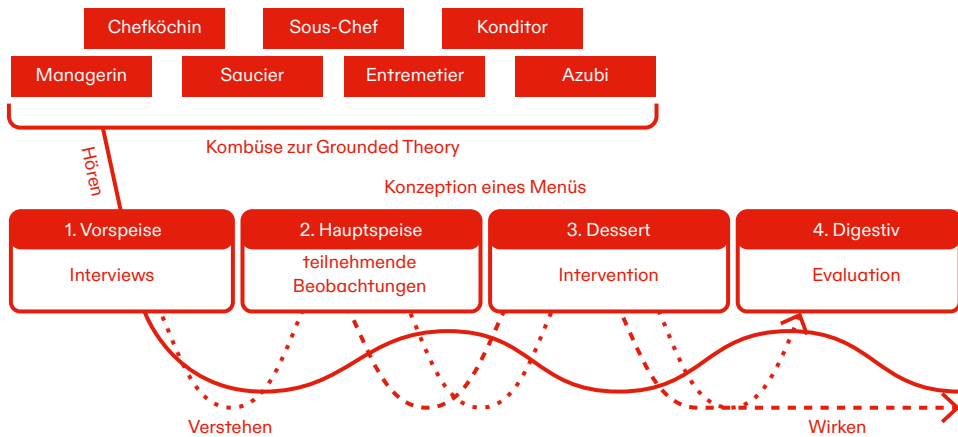 Chefköchin
Sous-Chef
Konditor
Managerin
Saucier
Entremetier
Azubi
Kombüse zur Grounded Theory
Hören
Konzeption eines Menüs
1. Vorspeise
2. Hauptspeise
3. Dessert
4. Digestiv
Interviews
teilnehmende
Beobachtungen
Intervention
Evaluation
Verstehen
Wirken